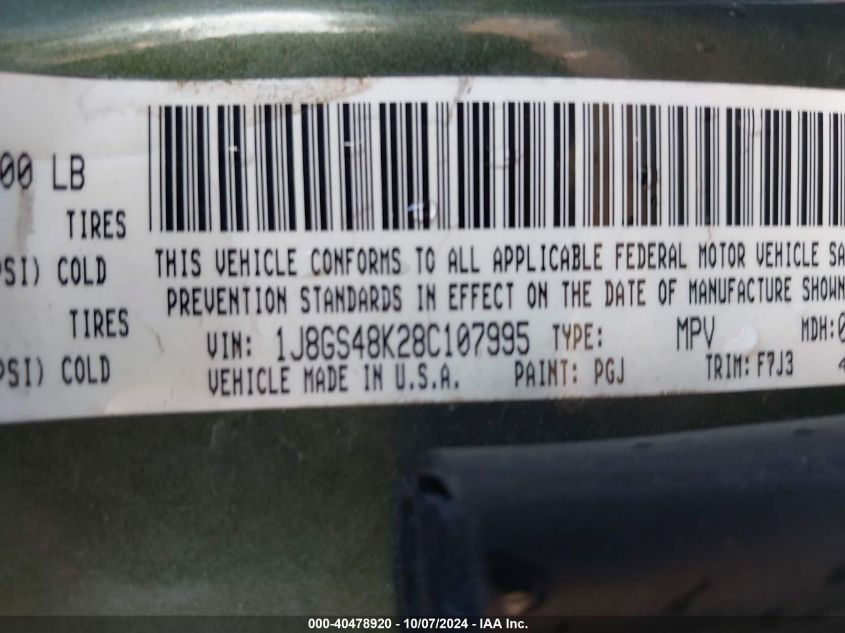 00 LB
TIRES
PSI) COLD
TIRES
PSI) COLD
THIS VEHICLE CONFORMS TO ALL APPLICABLE FEDERAL MOTOR VEHICLE SA
PREVENTION STANDARDS IN EFFECT ON THE DATE OF MANUFACTURE SHOWN
VIN: 1J8GS48K28C107995 TYPE: MPV MDH:0
VEHICLE MADE IN U.S.A. PAINT: PGJ TRIM: F7J3 4
000-40478920 - 10/07/2024 - IAA Inc.